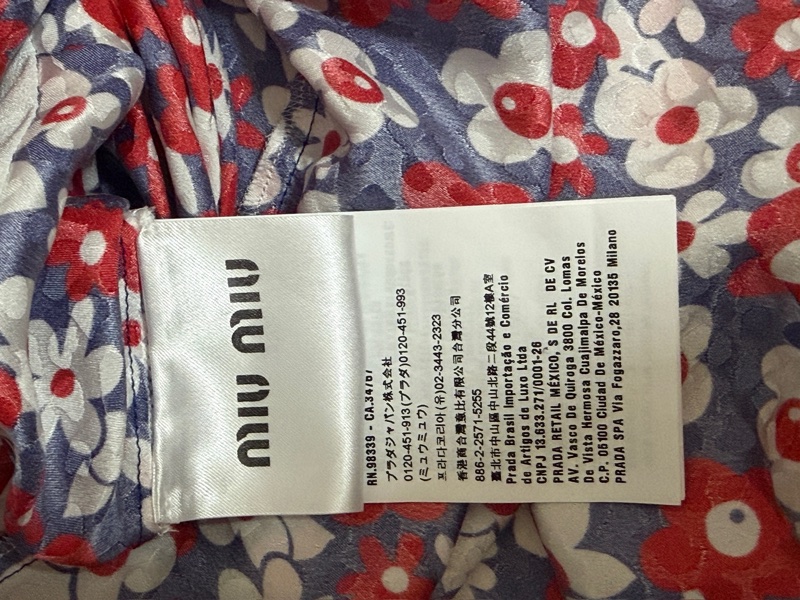 MIU MIU
RN.98339 - CA.34767
プラダジャパン株式会社
0120-451-913(プラダ)0120-451-993
(ミュウミュウ)
프라다코리아(유)02-3443-2323
香港商台灣蓓比有限公司台灣分公司
886-2-2571-5255
臺北市中山區中山北路二段44號12樓A室
Prada Brasil Importação e Comércio
de Artigos de Luxo Ltda
CNPJ 13.633.271/0001-26
PRADA RETAIL MÉXICO, S DE RL DE CV
AV. Vasco De Quiroga 3800 Col. Lomas
De Vista Hermosa Cuajimalpa De Morelos
C.P. 05100 Ciudad De México-México
PRADA SPA Via Fogazzaro,28 20135 Milano